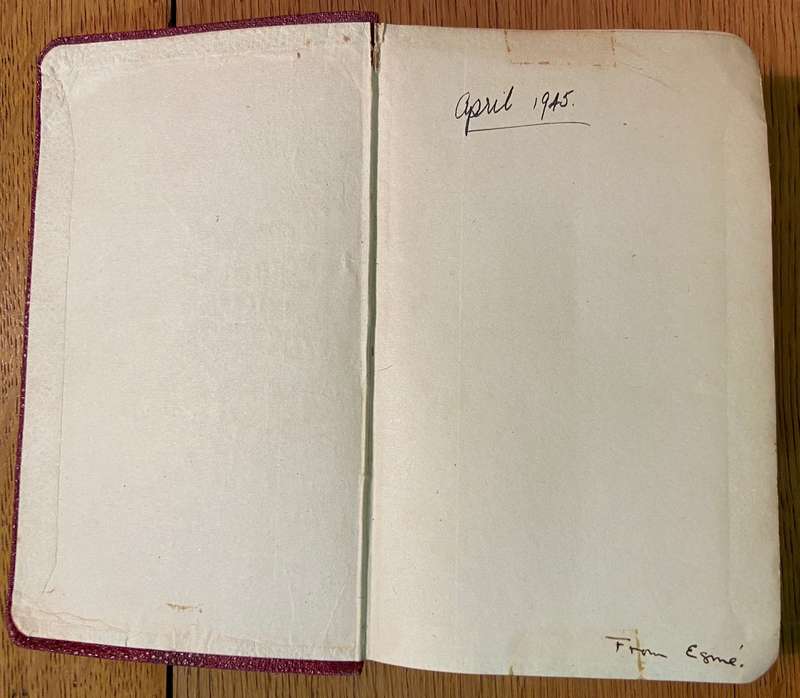 April 1945.
From Esmé.